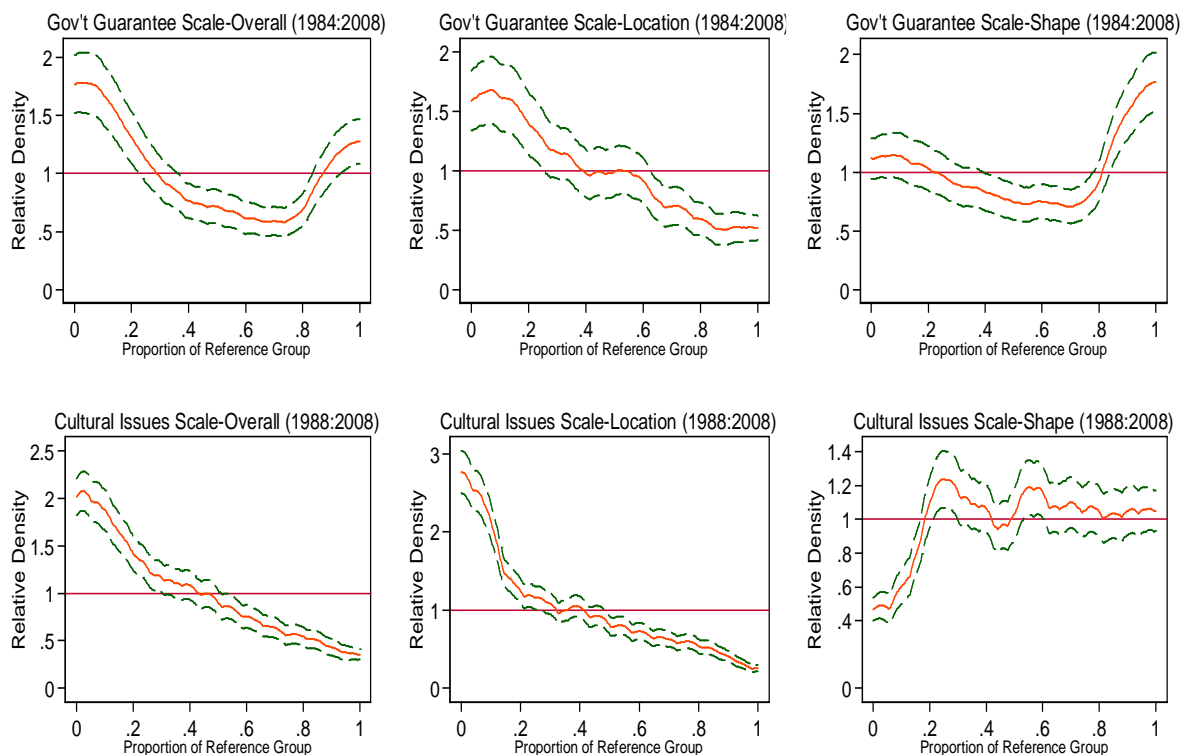 Gov't Guarantee Scale-Overall (1984:2008)
Relative Density
2
1.5
1
.5
0
0 .2 .4 .6 .8 1
Proportion of Reference Group
Gov't Guarantee Scale-Location (1984:2008)
Relative Density
2
1.5
1
.5
0
0 .2 .4 .6 .8 1
Proportion of Reference Group
Gov't Guarantee Scale-Shape (1984:2008)
Relative Density
2
1.5
1
.5
0
0 .2 .4 .6 .8 1
Proportion of Reference Group
Cultural Issues Scale-Overall (1988:2008)
Relative Density
2.5
2
1.5
1
.5
0
0 .2 .4 .6 .8 1
Proportion of Reference Group
Cultural Issues Scale-Location (1988:2008)
Relative Density
3
2
1
0
0 .2 .4 .6 .8 1
Proportion of Reference Group
Cultural Issues Scale-Shape (1988:2008)
Relative Density
1.4
1.2
1
.8
.6
.4
0
0 .2 .4 .6 .8 1
Proportion of Reference Group